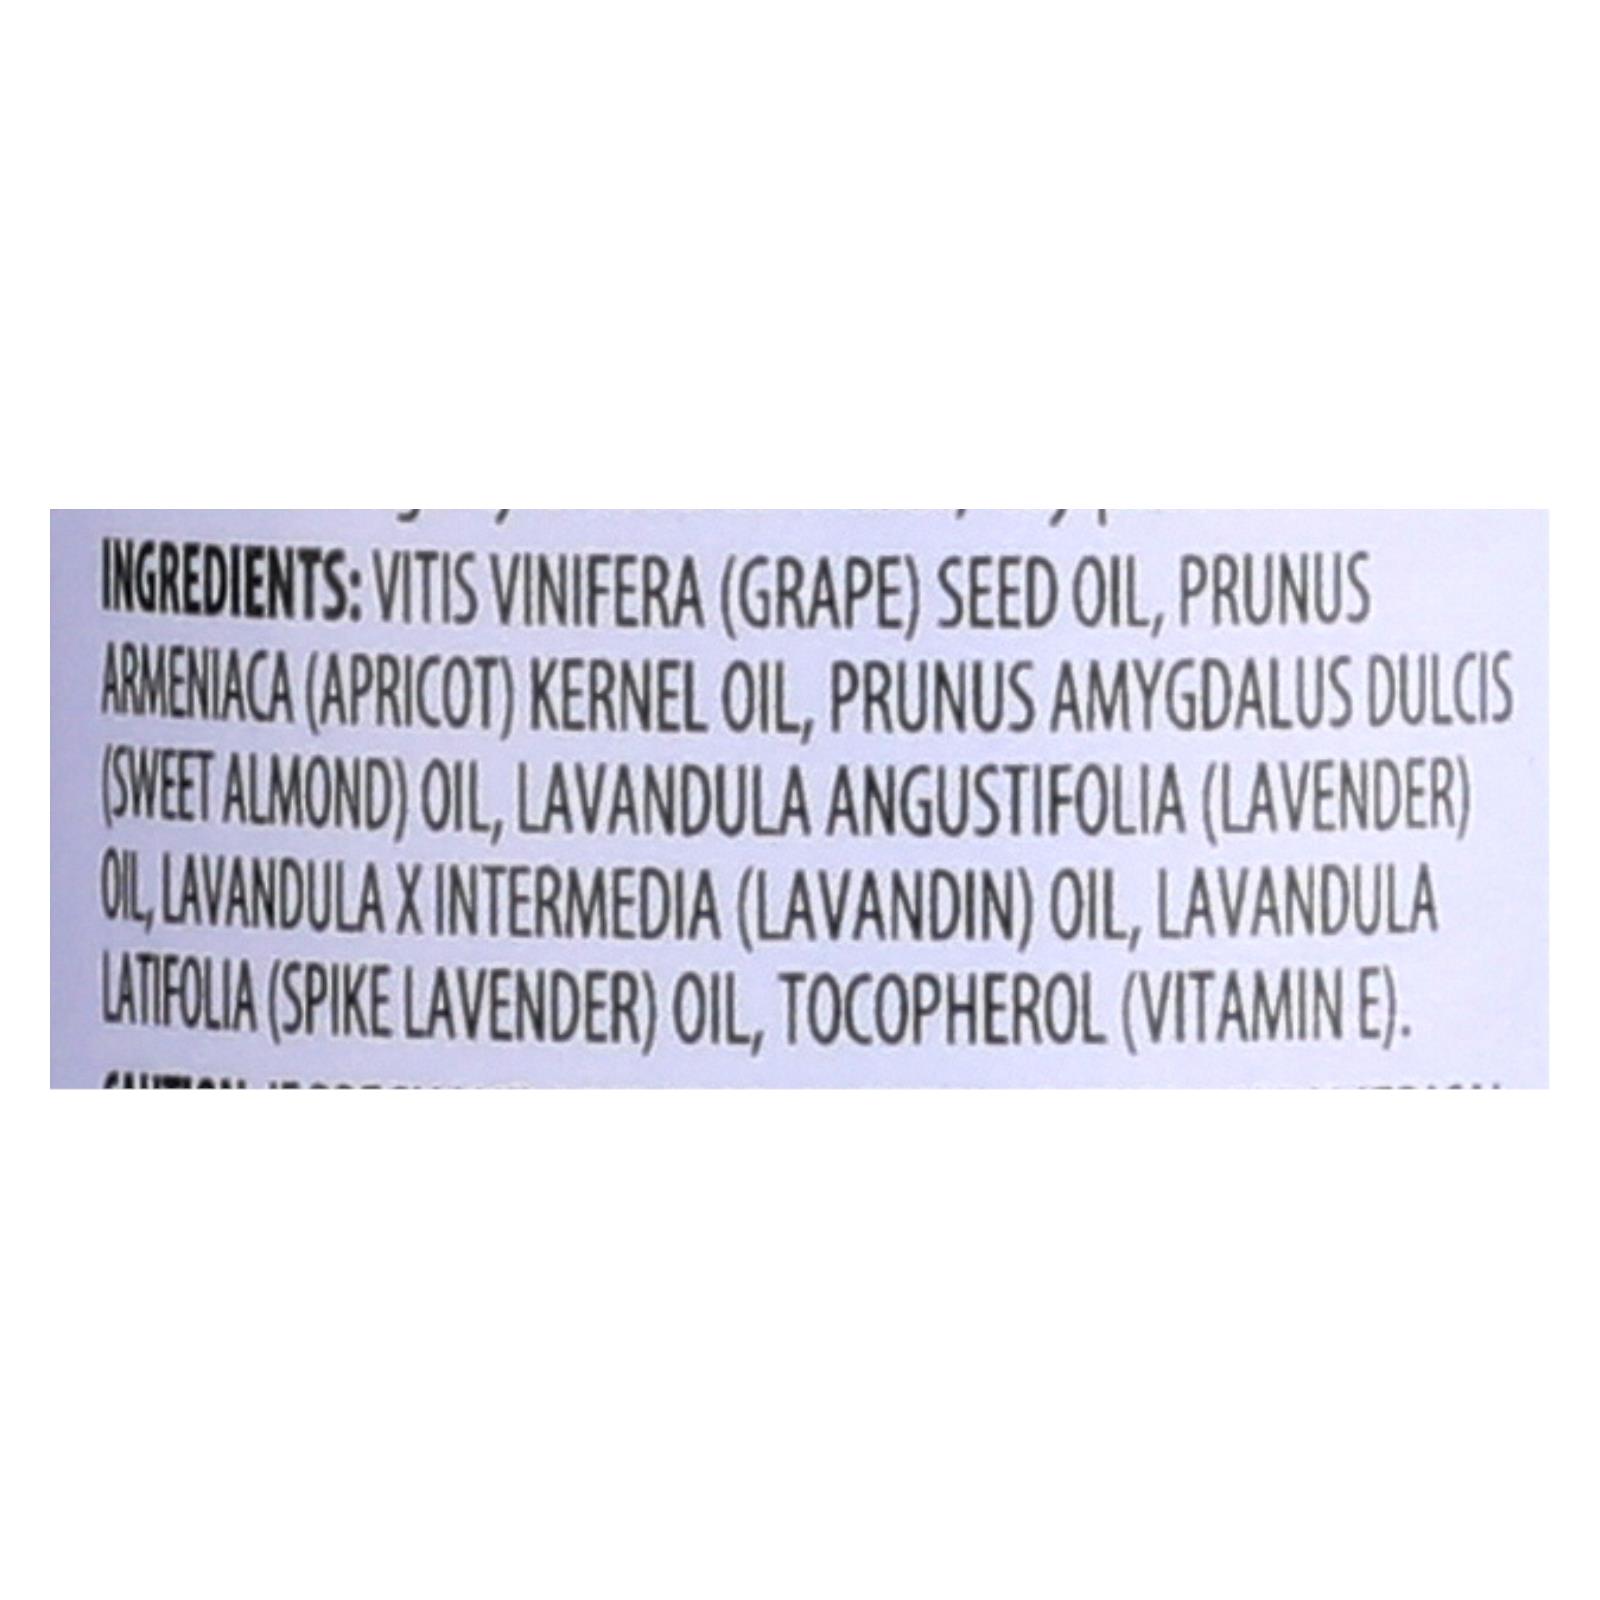 INGREDIENTS: VITIS VINIFERA (GRAPE) SEED OIL, PRUNUS
ARMENIACA (APRICOT) KERNEL OIL, PRUNUS AMYGDALUS DULCIS
(SWEET ALMOND) OIL, LAVANDULA ANGUSTIFOLIA (LAVENDER)
OIL, LAVANDULA X INTERMEDIA (LAVANDIN) OIL, LAVANDULA
LATIFOLIA (SPIKE LAVENDER) OIL, TOCOPHEROL (VITAMIN E).